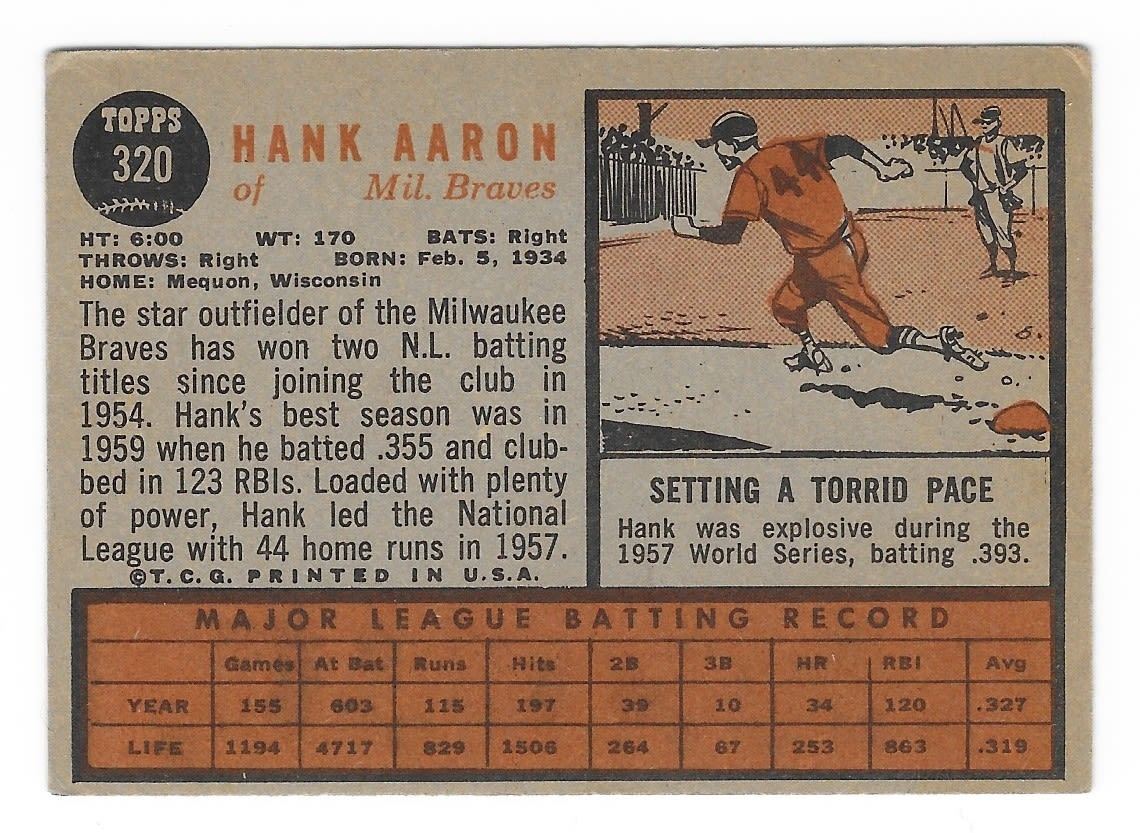 TOPPS
320
HANK AARON
of Mil. Braves
HT: 6:00 WT: 170 BATS: Right
THROWS: Right BORN: Feb. 5, 1934
HOME: Mequon, Wisconsin
The star outfielder of the Milwaukee
Braves has won two N.L. batting
titles since joining the club in
1954. Hank's best season was in
1959 when he batted .355 and club-
bed in 123 RBIs. Loaded with plenty
of power, Hank led the National
League with 44 home runs in 1957.
©T.C.G. PRINTED IN U.S.A.
44
SETTING A TORRID PACE
Hank was explosive during the
1957 World Series, batting .393.
MAJOR LEAGUE BATTING RECORD
Games At Bat Runs Hits 2B 3B HR RBI Avg
YEAR 155 603 115 197 39 10 34 120 .327
LIFE 1194 4717 829 1506 264 67 253 863 .319